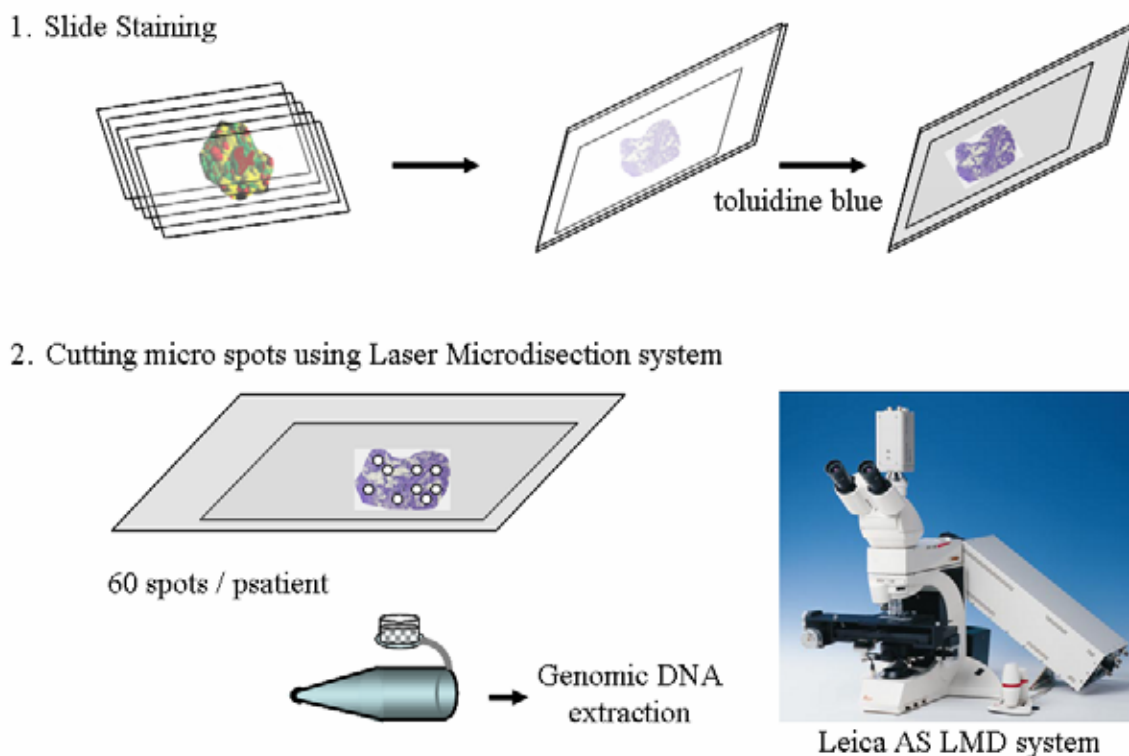 1. Slide Staining
toluidine blue
2. Cutting micro spots using Laser Microdisection system
60 spots / psatient
Genomic DNA
extraction
Leica AS LMD system